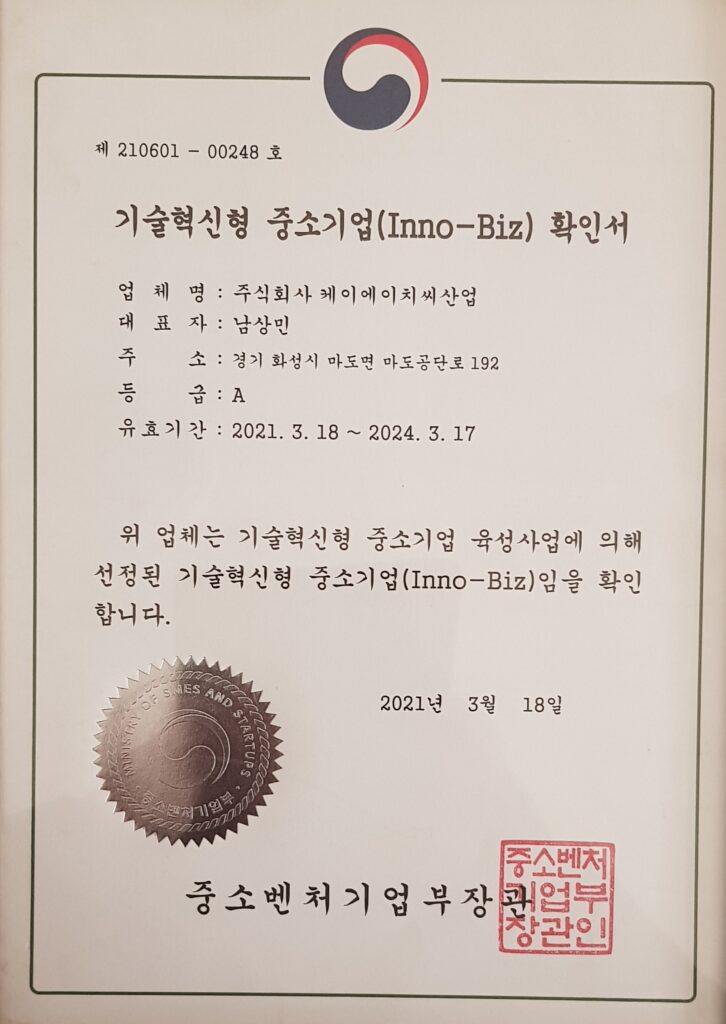 제 210601 - 00248 호
기술혁신형 중소기업(Inno-Biz) 확인서
업 체 명 : 주식회사 케이에이치씨산업
대 표 자 : 남상민
주 소 : 경기 화성시 마도면 마도공단로 192
등 급 : A
유효기간 : 2021. 3. 18 ~ 2024. 3. 17
위 업체는 기술혁신형 중소기업 육성사업에 의해
선정된 기술혁신형 중소기업(Inno-Biz)임을 확인
합니다.
2021년 3월 18일
MINISTRY OF SMES AND STARTUPS
중소벤처기업부
중소벤처기업부장관
중소벤처
기업부
장관인